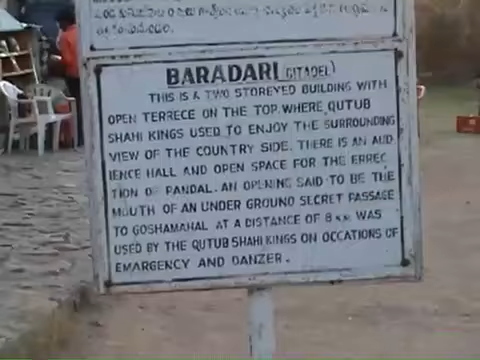 BARADARI (CITADEL)
THIS IS A TWO STOREYED BUILDING WITH
OPEN TERRECE ON THE TOP WHERE QUTUB
SHAHI KINGS USED TO ENJOY THE SURROUNDING
VIEW OF THE COUNTRY SIDE. THERE IS AN AUD
IENCE HALL AND OPEN SPACE FOR THE ERREC
TION OF PANDAL. AN OPENING SAID TO BE THE
MOUTH OF AN UNDER GROUND SECRET PASSAGE
TO GOSHAMAHAL AT A DISTANCE OF 8 K.M. WAS
USED BY THE QUTUB SHAHI KINGS ON OCCATIONS OF
EMARGENCY AND DANZER.